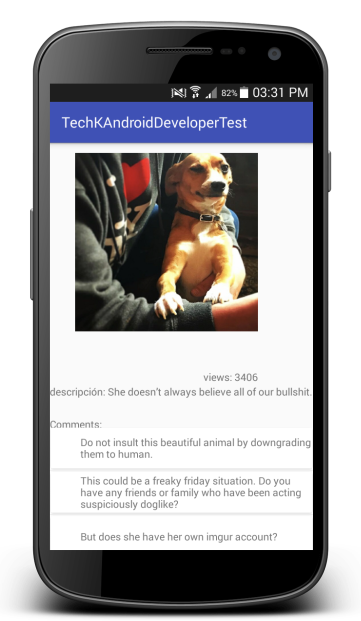 82% 03:31 PM
TechKAndroidDeveloperTest
views: 3406
descripción: She doesn't always believe all of our bullshit.
Comments:
Do not insult this beautiful animal by downgrading
them to human.
This could be a freaky friday situation. Do you
have any friends or family who have been acting
suspiciously doglike?
But does she have her own imgur account?